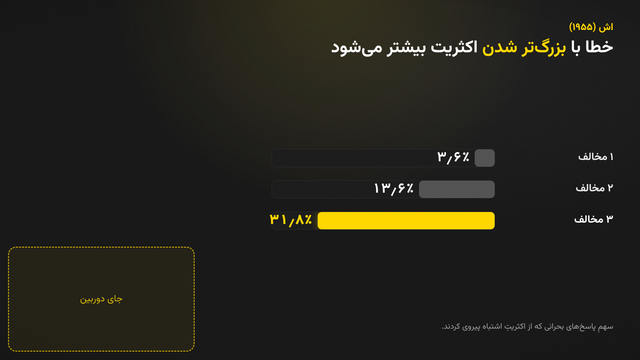 اش (۱۹۵۵)
خطا با بزرگ‌تر شدن اکثریت بیشتر می‌شود
۱ مخالف
۳٫۶٪
۲ مخالف
۱۳٫۶٪
۳ مخالف
۳۱٫۸٪
جای دوربین
سهمِ پاسخ‌های بحرانی که از اکثریتِ اشتباه پیروی کردند.